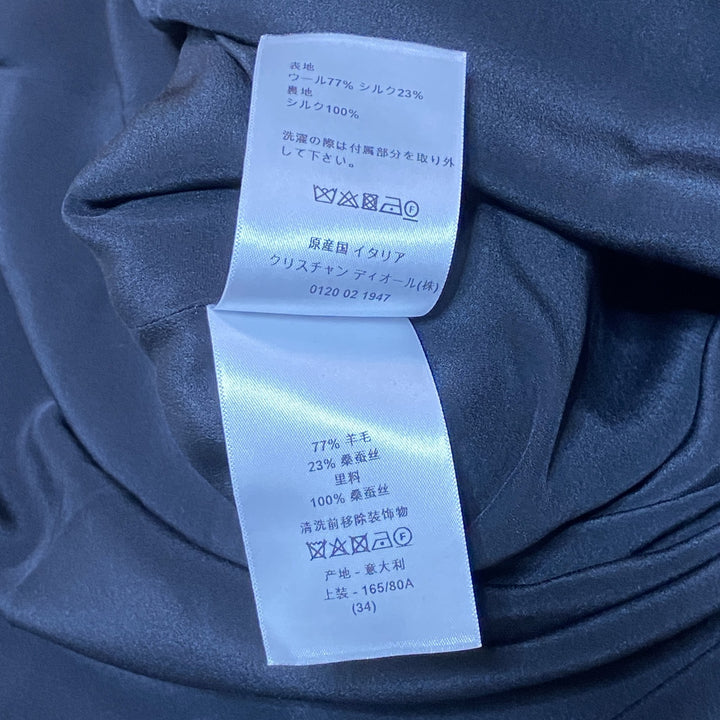 表地
ウール77% シルク23%
裏地
シルク100%
洗濯の際は付属部分を取り外
して下さい。
F
原産国 イタリア
クリスチャン ディオール(株)
0120 02 1947
77% 羊毛
23% 桑蚕丝
里料
100% 桑蚕丝
清洗前移除装饰物
F
产地 - 意大利
上装 - 165/80A
(34)